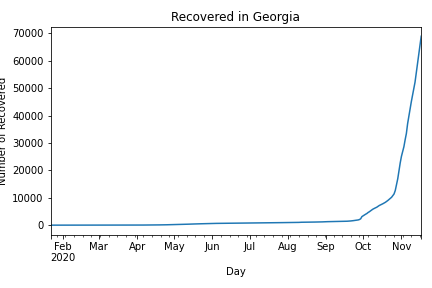 Recovered in Georgia
70000
60000
50000
40000
30000
20000
10000
0
Number of Recovered
Feb Mar Apr May Jun Jul Aug Sep Oct Nov
2020
Day